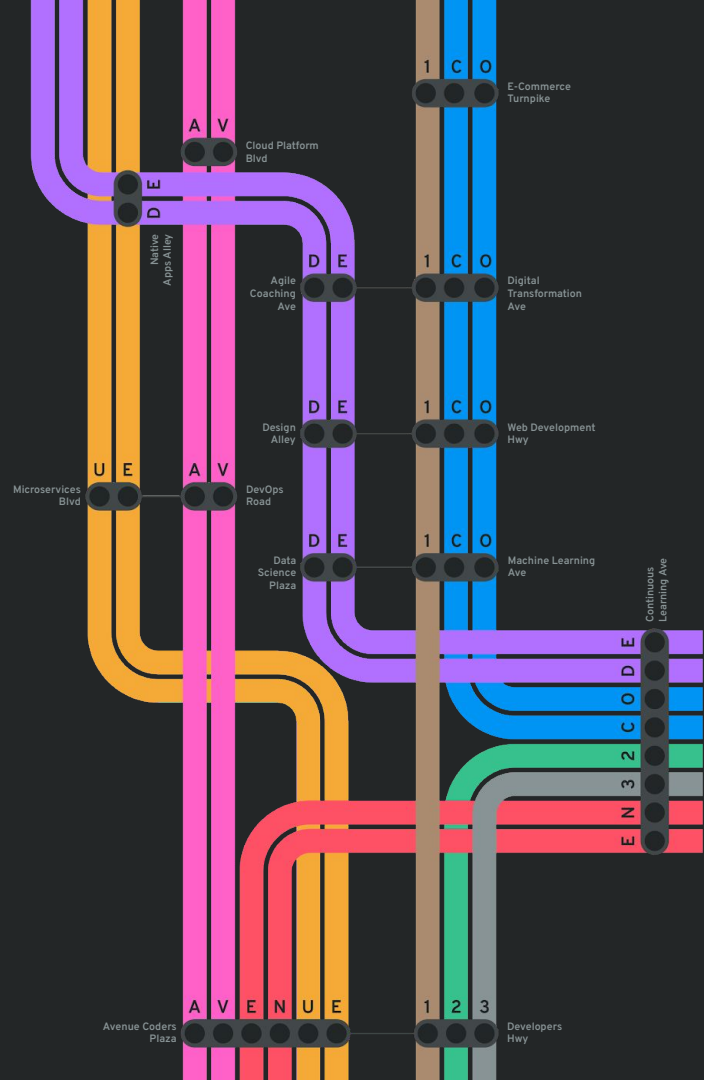 1 C O
E-Commerce
Turnpike
A V
Cloud Platform
Blvd
E
D
Native
Apps Alley
D E
Agile
Coaching
Ave
1 C O
Digital
Transformation
Ave
D E
Design
Alley
1 C O
Web Development
Hwy
U E
Microservices
Blvd
A V
DevOps
Road
D E
Data
Science
Plaza
1 C O
Machine Learning
Ave
Continuous
Learning Ave
E
D
O
C
2
3
N
E
A V E N U E
Avenue Coders
Plaza
1 2 3
Developers
Hwy